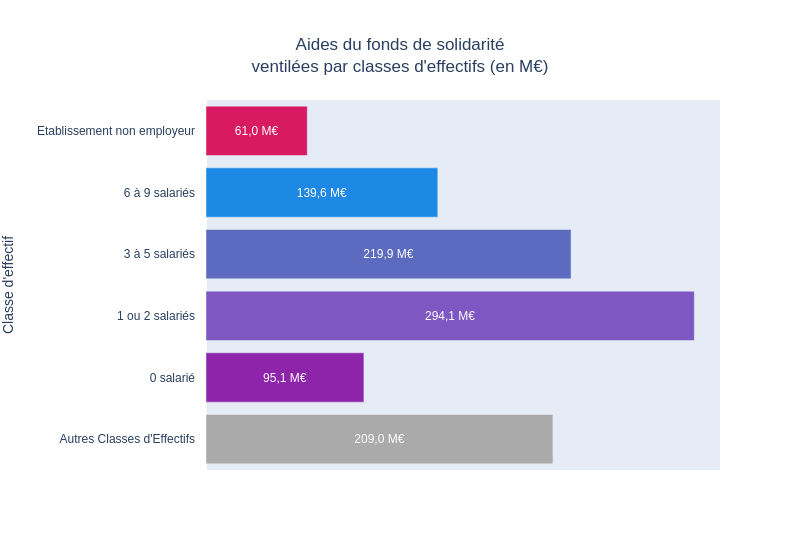 Aides du fonds de solidarité
ventilées par classes d'effectifs (en M€)
Classe d'effectif
Etablissement non employeur
61,0 M€
6 à 9 salariés
139,6 M€
3 à 5 salariés
219,9 M€
1 ou 2 salariés
294,1 M€
0 salarié
95,1 M€
Autres Classes d'Effectifs
209,0 M€